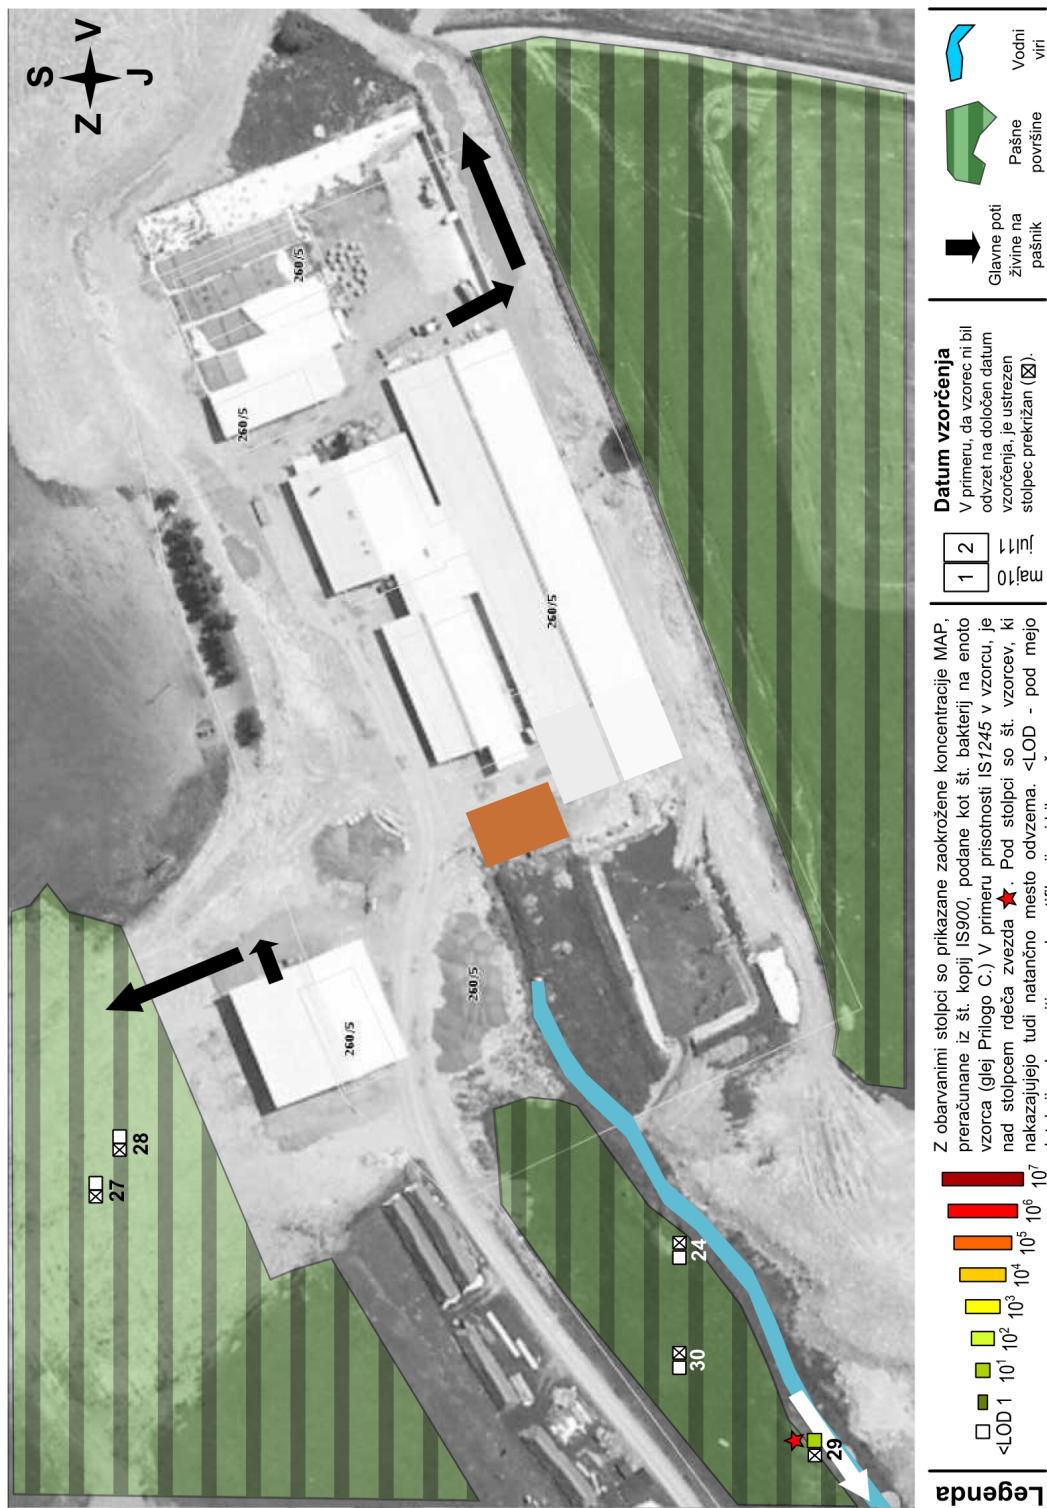 S
V
Z
J
260/5
260/5
260/5
260/5
260/5
27
28
24
30
29
Legenda
<LOD 1 10¹ 10² 10³ 10⁴ 10⁵ 10⁶ 10⁷
Z obarvanimi stolpci so prikazane zaokrožene koncentracije MAP,
preračunane iz št. kopij IS900, podane kot št. bakterij na enoto
vzorca (glej Prilogo C.) V primeru prisotnosti IS1245 v vzorcu, je
nad stolpcem rdeča zvezda ★. Pod stolpci so št. vzorcev, ki
nakazajujejo tudi natančno mesto odvzema. <LOD - pod mejo
1 2
maj10
jul11
Datum vzorčenja
V primeru, da vzorec ni bil
odvzet na določen datum
vzorčenja, je ustrezen
stolpec prekrižan (☒).
Glavne poti
živine na
pašnik
Pašne
površine
Vodni
viri